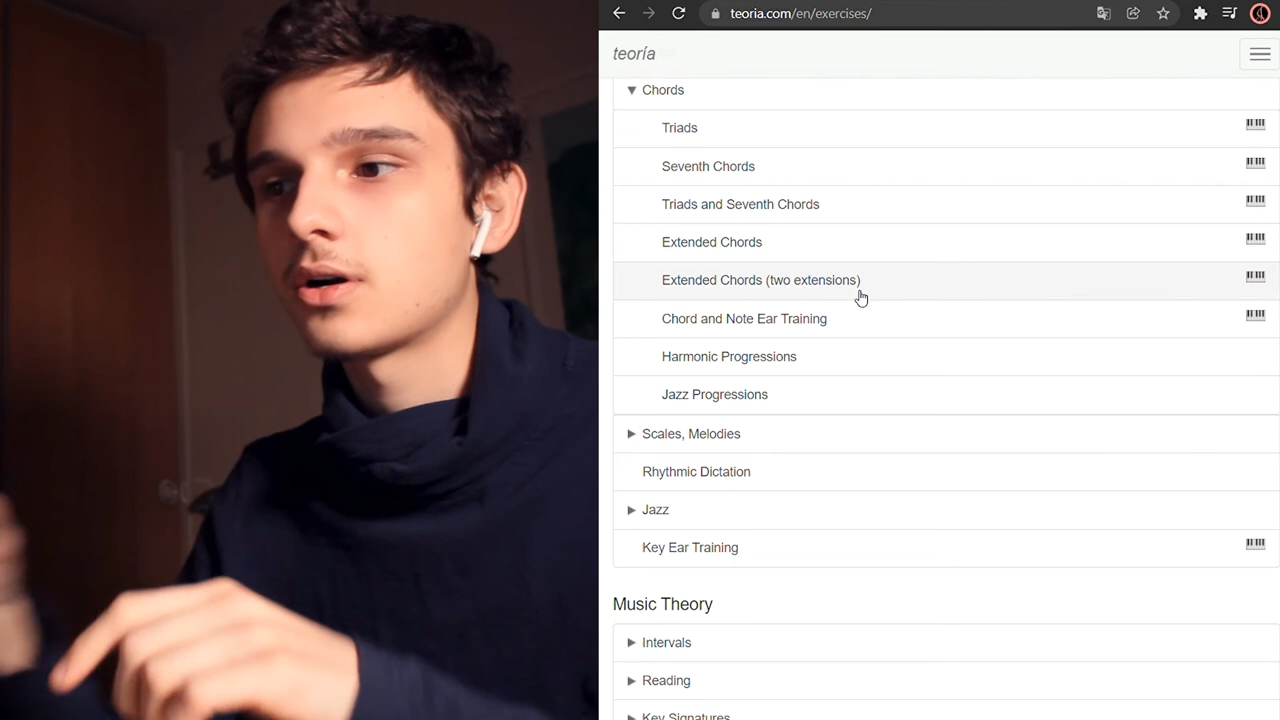 teoria.com/en/exercises/
teoría
Chords
Triads
Seventh Chords
Triads and Seventh Chords
Extended Chords
Extended Chords (two extensions)
Chord and Note Ear Training
Harmonic Progressions
Jazz Progressions
Scales, Melodies
Rhythmic Dictation
Jazz
Key Ear Training
Music Theory
Intervals
Reading
Key Signatures